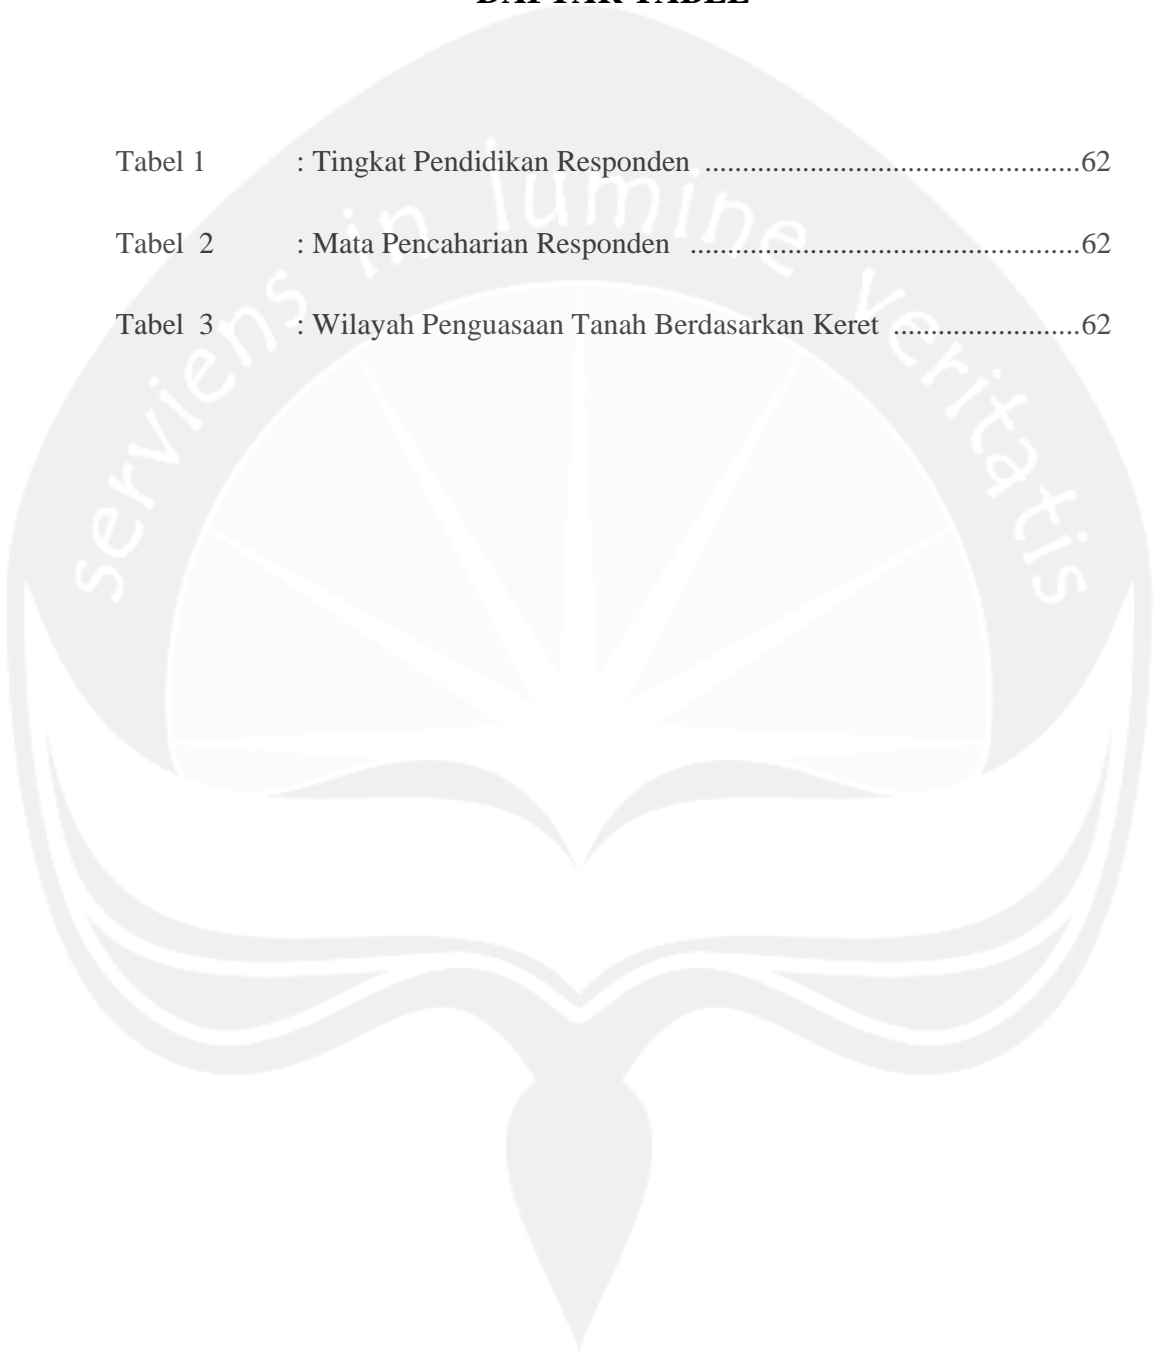 DAFTAR TABEL
Tabel 1 : Tingkat Pendidikan Responden ..................................................62
Tabel 2 : Mata Pencaharian Responden ....................................................62
Tabel 3 : Wilayah Penguasaan Tanah Berdasarkan Keret .........................62
serviens in lumine veritatis